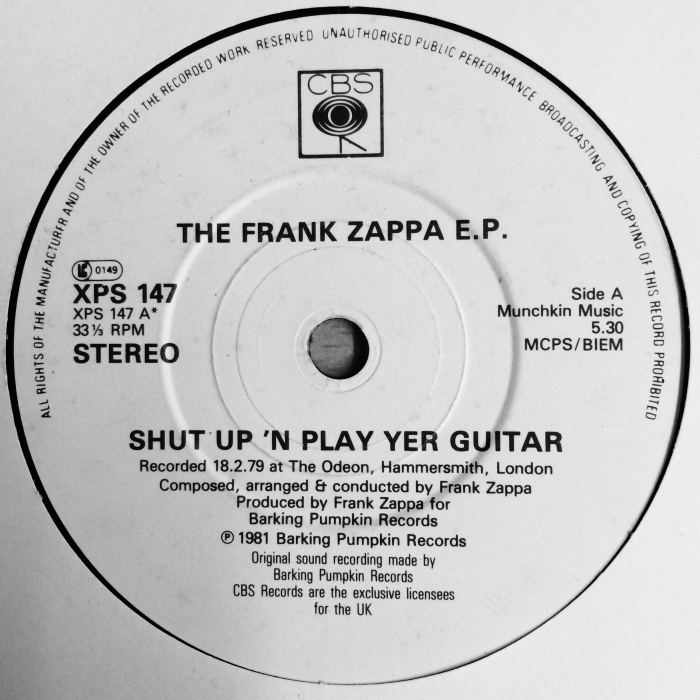 ALL RIGHTS OF THE MANUFACTURER AND OF THE OWNER OF THE RECORDED WORK RESERVED UNAUTHORISED PUBLIC PERFORMANCE BROADCASTING AND COPYING OF THIS RECORD PROHIBITED
CBS
THE FRANK ZAPPA E.P.
LC 0149
XPS 147
XPS 147 A*
33⅓ RPM
STEREO
Side A
Munchkin Music
5.30
MCPS/BIEM
SHUT UP 'N PLAY YER GUITAR
Recorded 18.2.79 at The Odeon, Hammersmith, London
Composed, arranged & conducted by Frank Zappa
Produced by Frank Zappa for
Barking Pumpkin Records
℗ 1981 Barking Pumpkin Records
Original sound recording made by
Barking Pumpkin Records
CBS Records are the exclusive licensees
for the UK